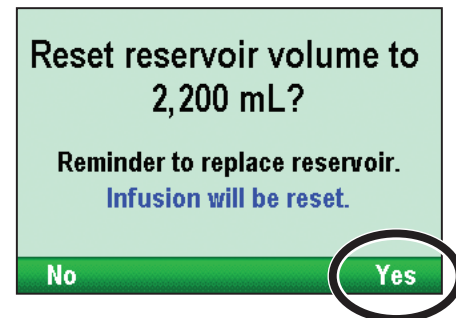 Reset reservoir volume to
2,200 mL?
Reminder to replace reservoir.
Infusion will be reset.
No Yes